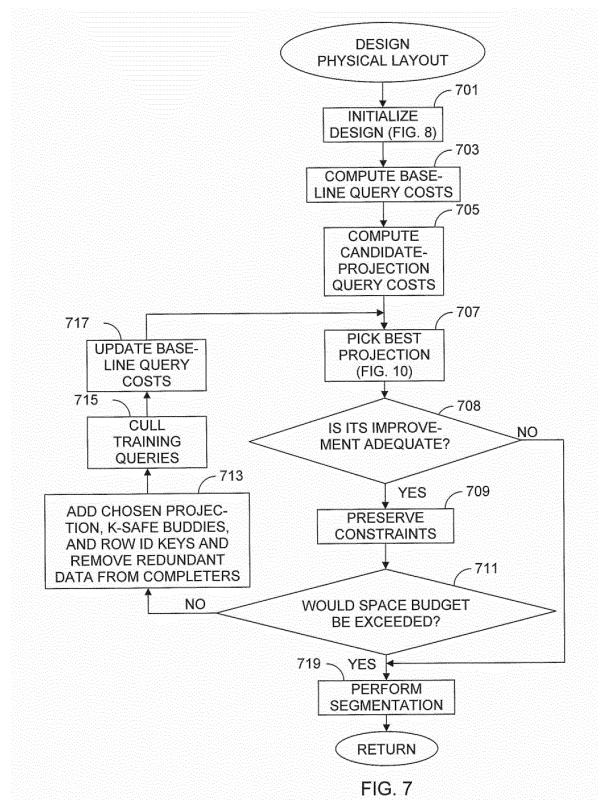 DESIGN
PHYSICAL LAYOUT
701
INITIALIZE
DESIGN (FIG. 8)
703
COMPUTE BASE-
LINE QUERY COSTS
705
COMPUTE
CANDIDATE-
PROJECTION
QUERY COSTS
707
PICK BEST
PROJECTION
(FIG. 10)
717
UPDATE BASE-
LINE QUERY
COSTS
708
IS ITS IMPROVE-
MENT ADEQUATE?
NO
715
CULL
TRAINING
QUERIES
YES
709
PRESERVE
CONSTRAINTS
713
ADD CHOSEN PROJEC-
TION, K-SAFE BUDDIES,
AND ROW ID KEYS AND
REMOVE REDUNDANT
DATA FROM COMPLETERS
711
WOULD SPACE BUDGET
BE EXCEEDED?
NO
YES
719
PERFORM
SEGMENTATION
RETURN
FIG. 7